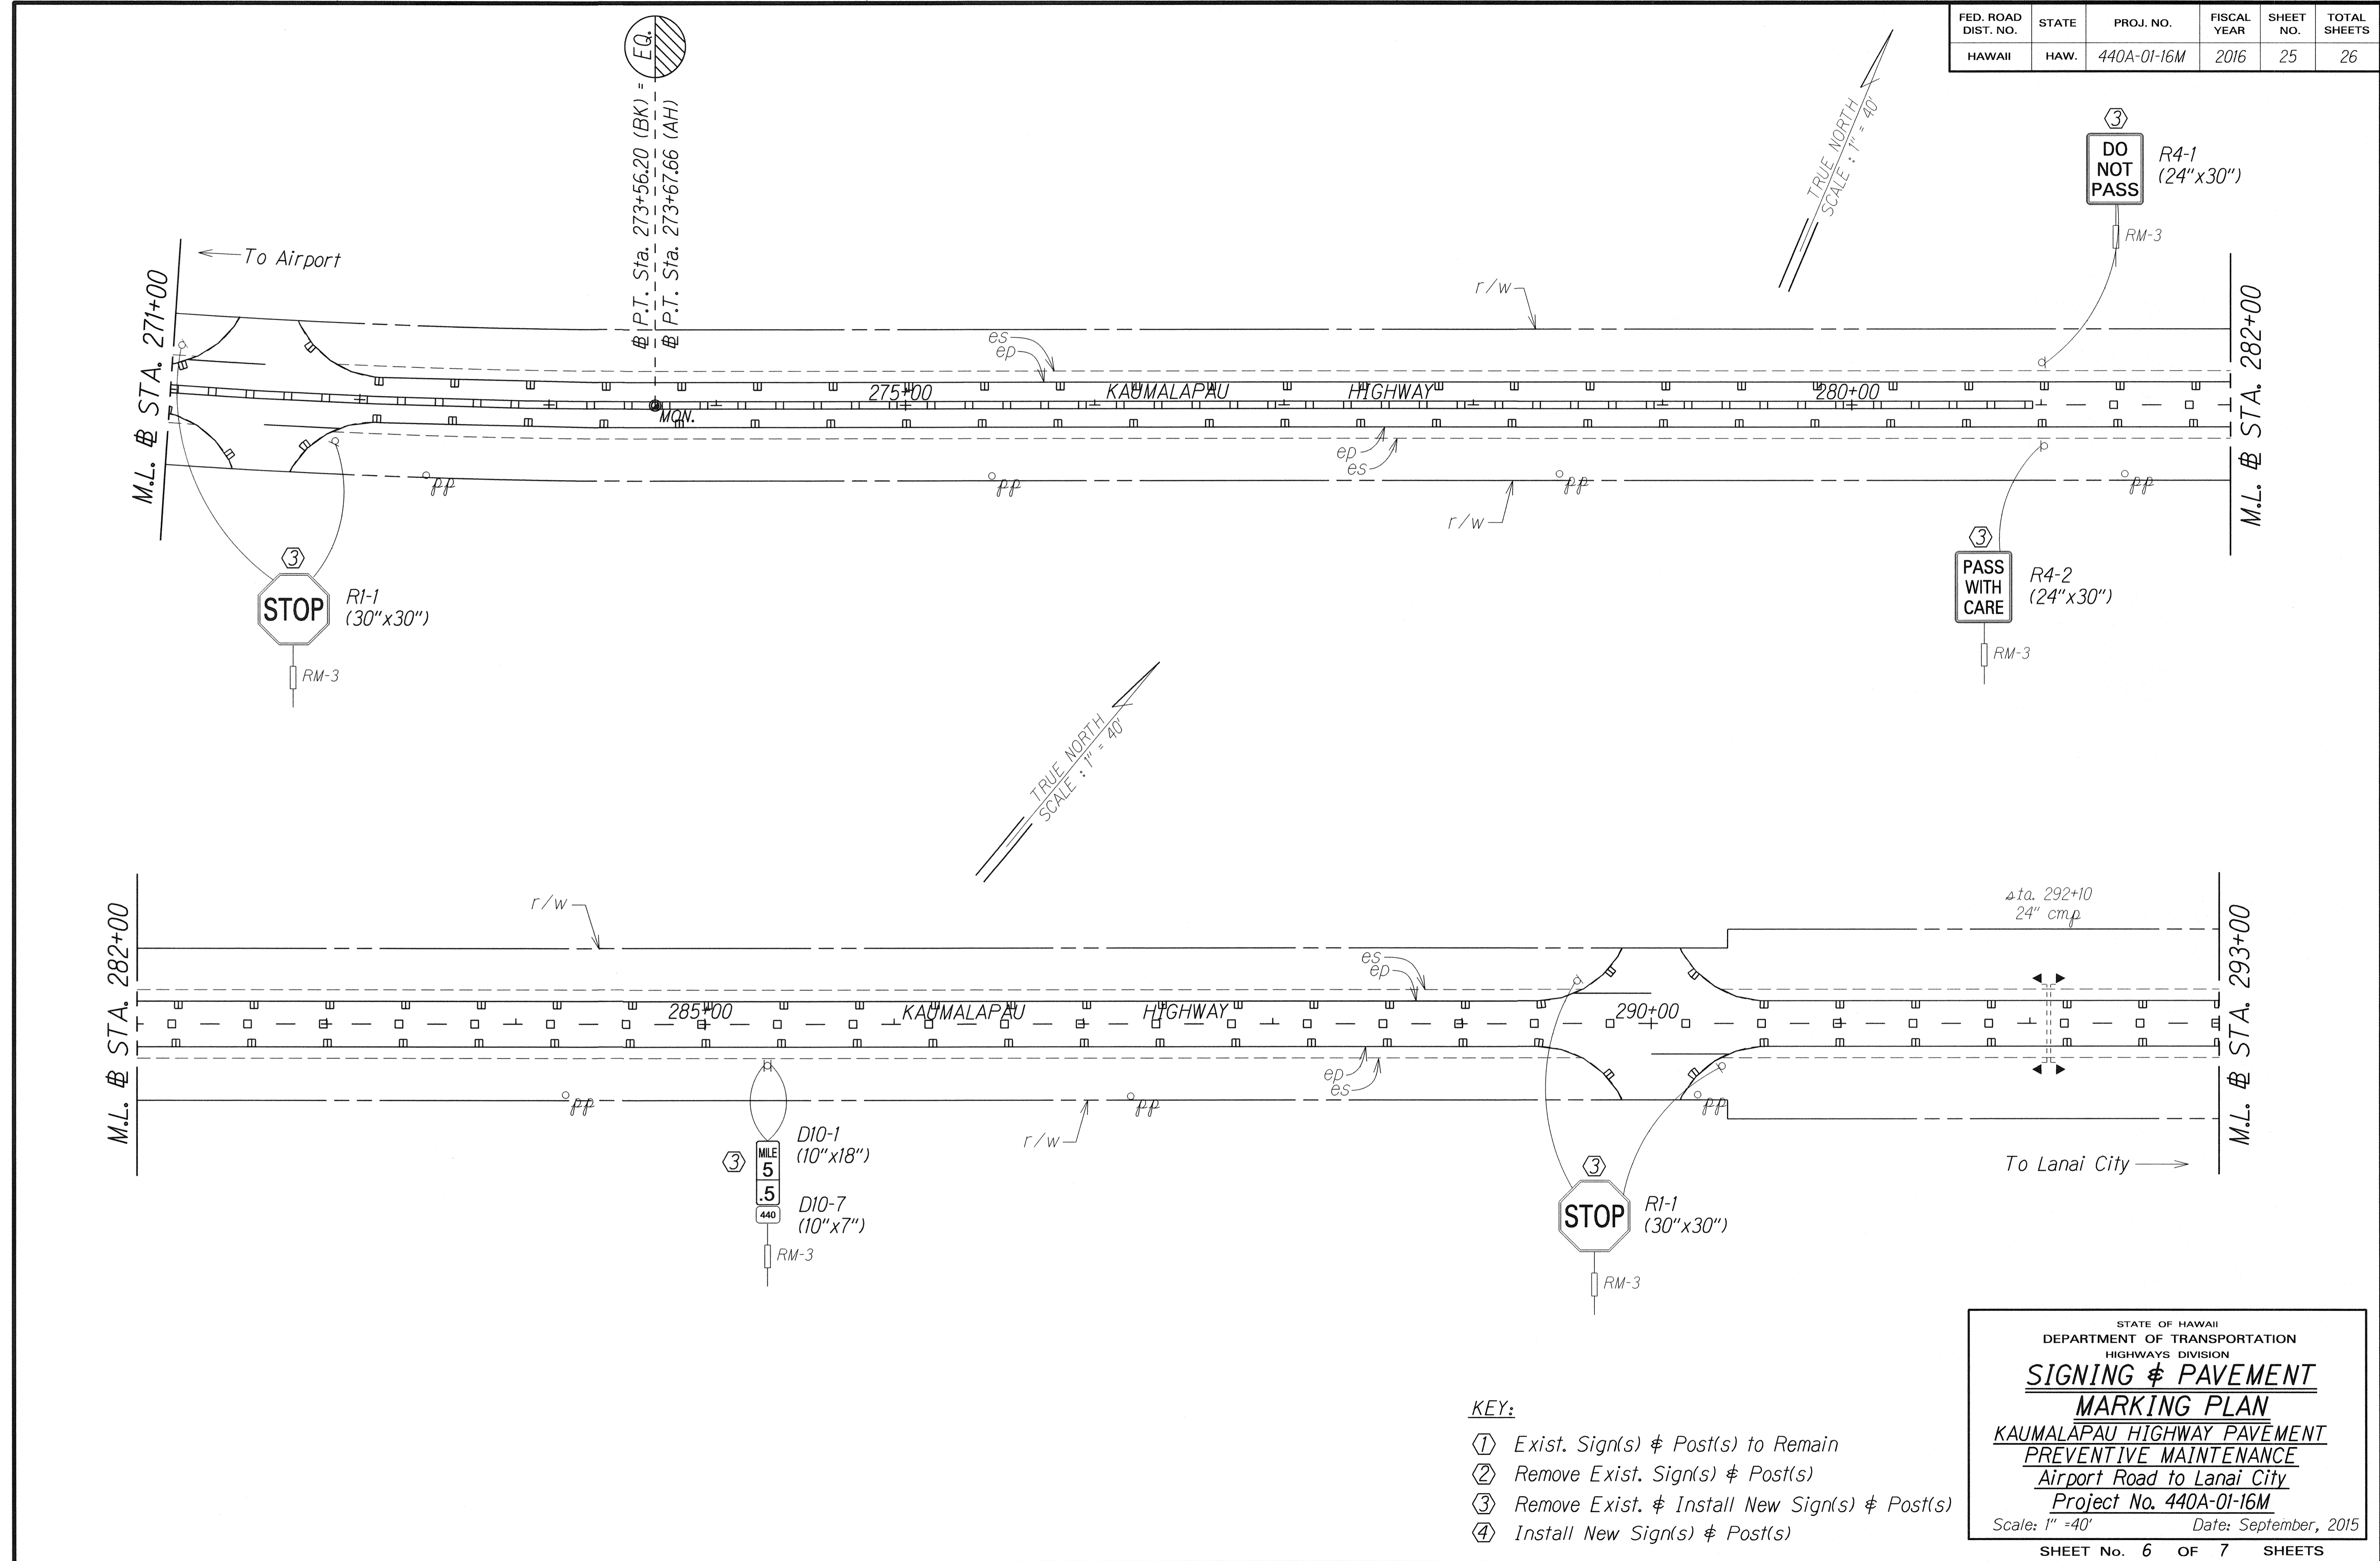 FED. ROAD DIST. NO. STATE PROJ. NO. FISCAL YEAR SHEET NO. TOTAL SHEETS
HAWAII HAW. 440A-01-16M 2016 25 26
EQ.
℄ P.T. Sta. 273+56.20 (BK) =
℄ P.T. Sta. 273+67.66 (AH)
TRUE NORTH
SCALE : 1" = 40'
3
DO
NOT
PASS
R4-1
(24"x30")
RM-3
To Airport
M.L. ℄ STA. 271+00
r/w
es
ep
275+00 KAUMALAPAU HIGHWAY 280+00
MON.
ep
es
pp
pp
pp
pp
r/w
M.L. ℄ STA. 282+00
3
STOP
R1-1
(30"x30")
RM-3
3
PASS
WITH
CARE
R4-2
(24"x30")
RM-3
TRUE NORTH
SCALE : 1" = 40'
M.L. ℄ STA. 282+00
r/w
sta. 292+10
24" cmp
es
ep
285+00 KAUMALAPAU HIGHWAY 290+00
ep
es
pp
pp
pp
r/w
M.L. ℄ STA. 293+00
3
MILE
5
.5
440
D10-1
(10"x18")
D10-7
(10"x7")
RM-3
3
STOP
R1-1
(30"x30")
RM-3
To Lanai City
KEY:
1 Exist. Sign(s) & Post(s) to Remain
2 Remove Exist. Sign(s) & Post(s)
3 Remove Exist. & Install New Sign(s) & Post(s)
4 Install New Sign(s) & Post(s)
STATE OF HAWAII
DEPARTMENT OF TRANSPORTATION
HIGHWAYS DIVISION
SIGNING & PAVEMENT
MARKING PLAN
KAUMALAPAU HIGHWAY PAVEMENT
PREVENTIVE MAINTENANCE
Airport Road to Lanai City
Project No. 440A-01-16M
Scale: 1" =40' Date: September, 2015
SHEET No. 6 OF 7 SHEETS